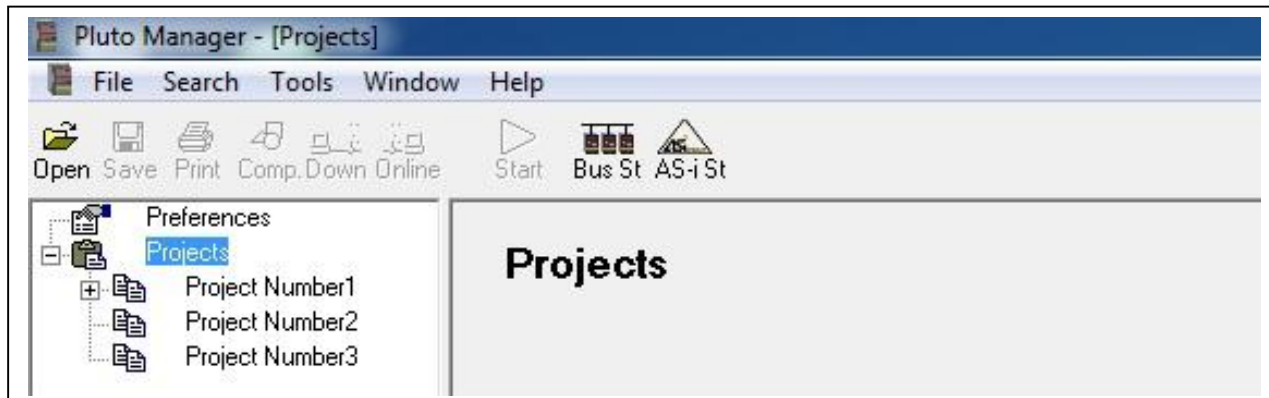 Pluto Manager - [Projects]
File Search Tools Window Help
Open Save Print Comp. Down Online Start Bus St AS-i St
Preferences
Projects
Project Number1
Project Number2
Project Number3
Projects